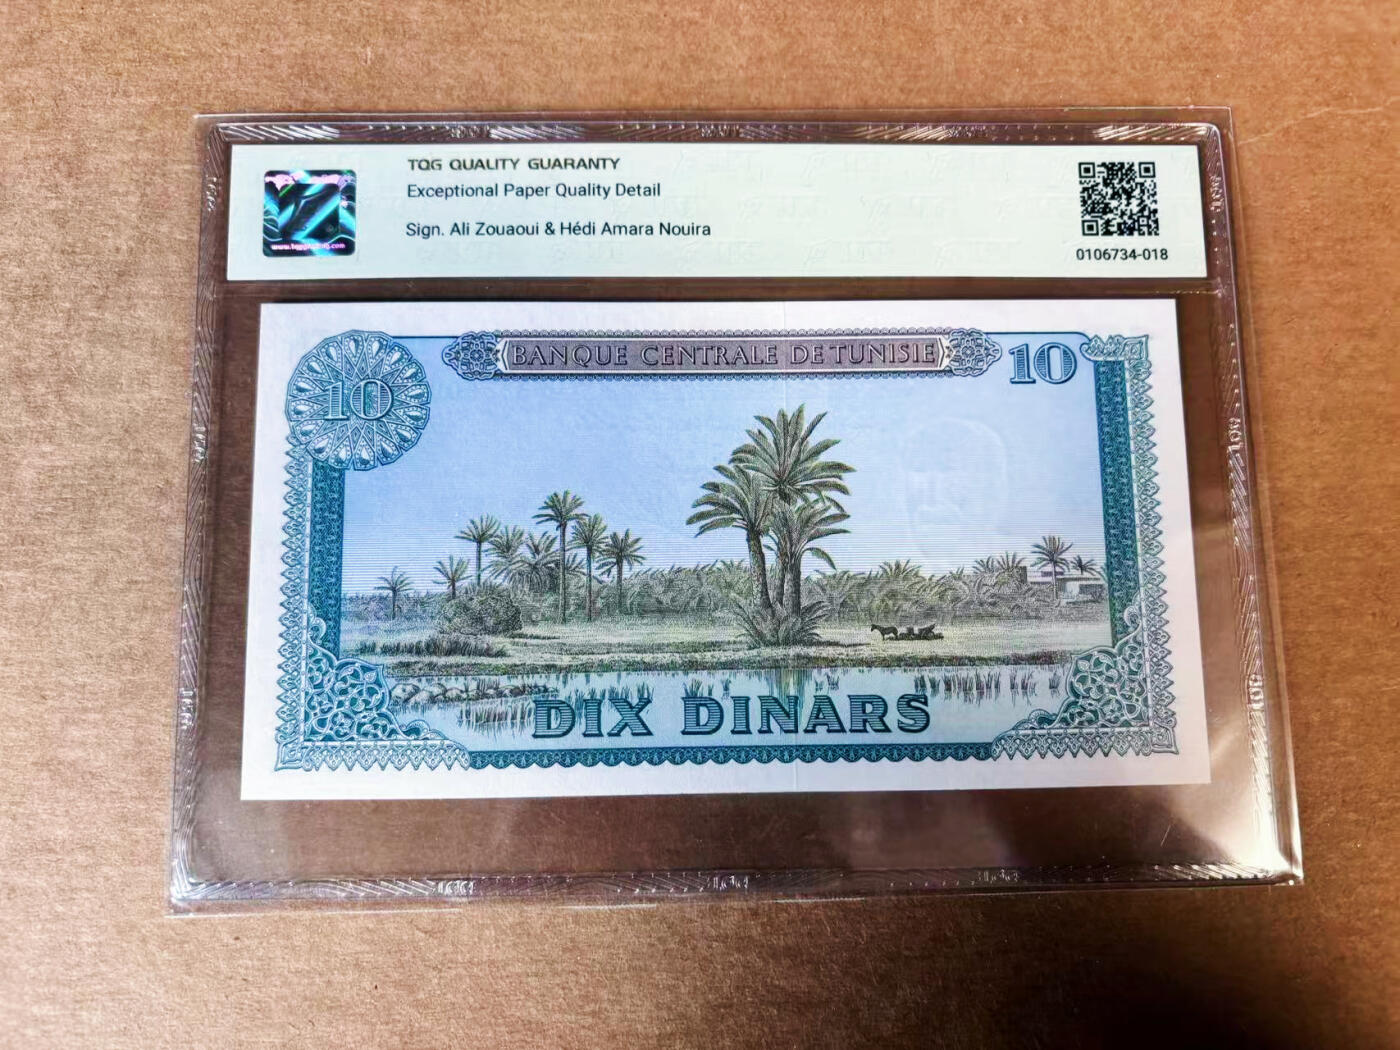 TQG QUALITY GUARANTY
Exceptional Paper Quality Detail
Sign. Ali Zouaoui & Hédi Amara Nouira
0106734-018
BANQUE CENTRALE DE TUNISIE
10
10
DIX DINARS